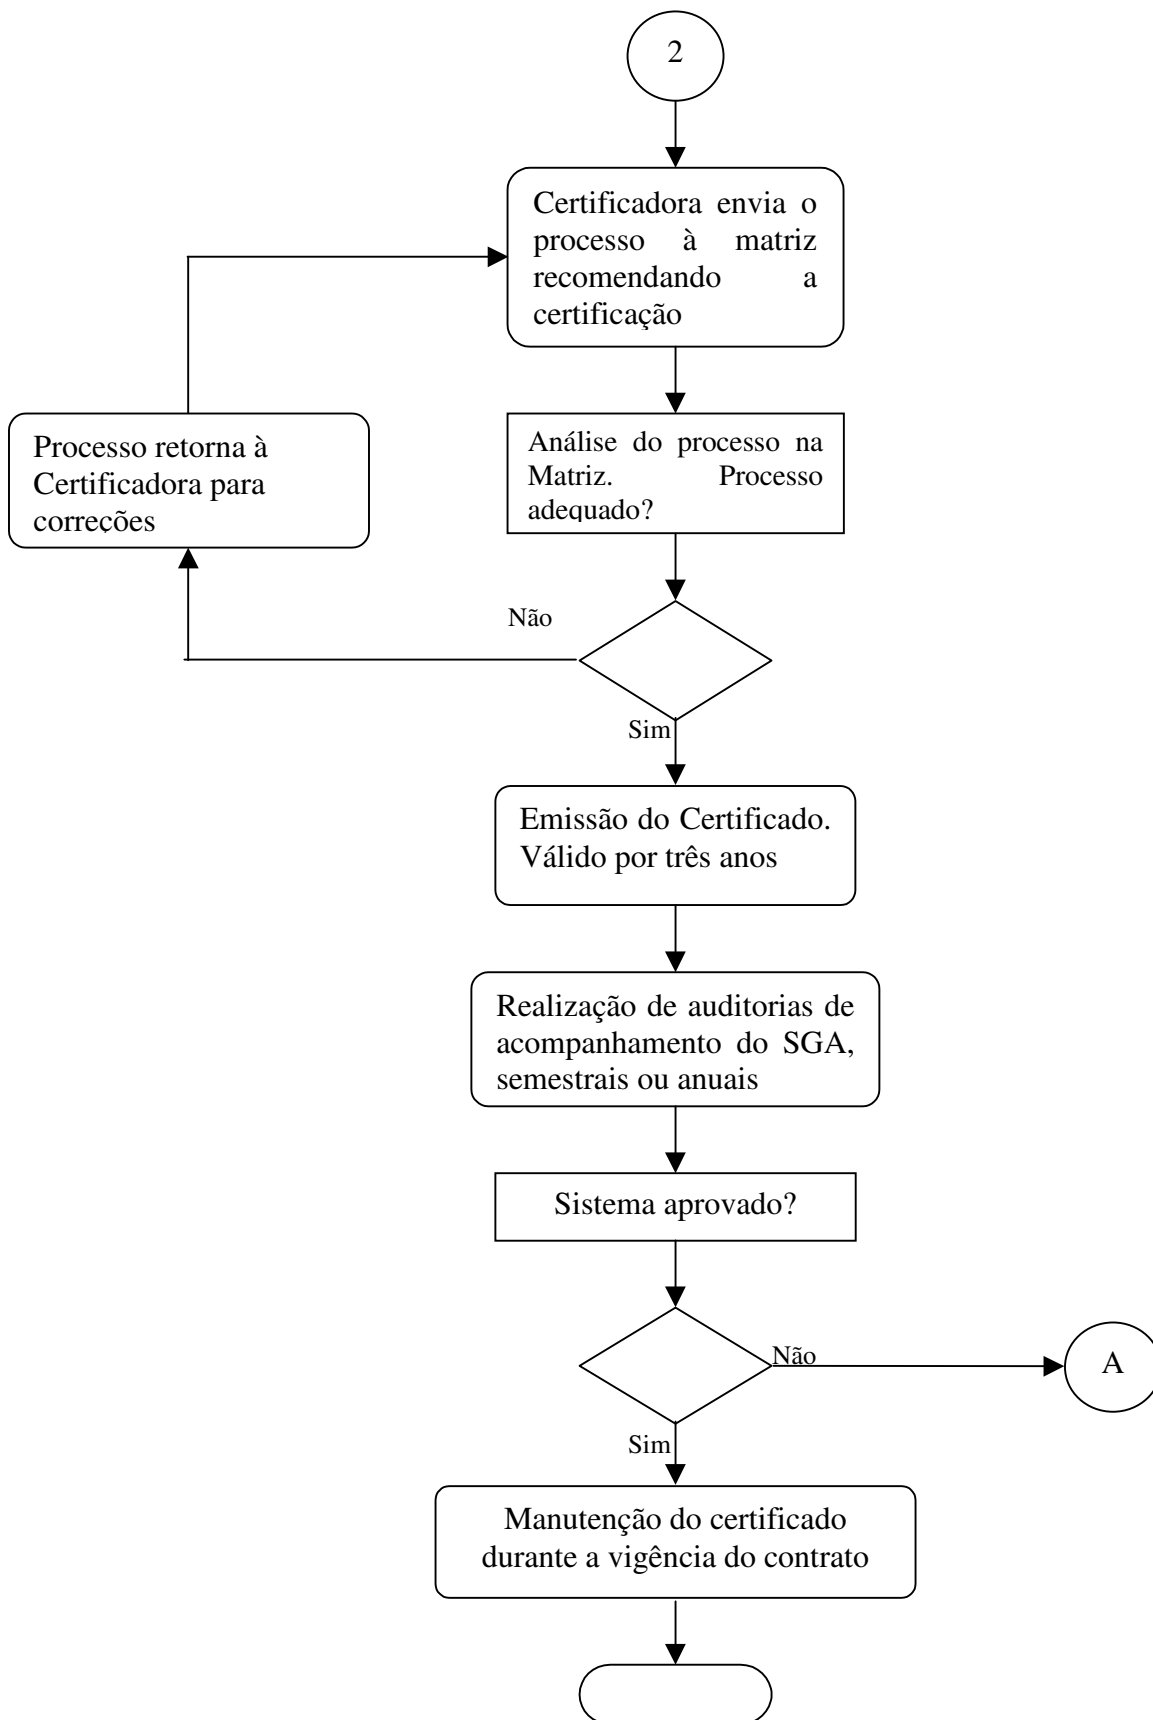 2
Certificadora envia o
processo à matriz
recomendando a
certificação
Processo retorna à
Certificadora para
correções
Análise do processo na
Matriz. Processo
adequado?
Não
Sim
Emissão do Certificado.
Válido por três anos
Realização de auditorias de
acompanhamento do SGA,
semestrais ou anuais
Sistema aprovado?
Não
A
Sim
Manutenção do certificado
durante a vigência do contrato